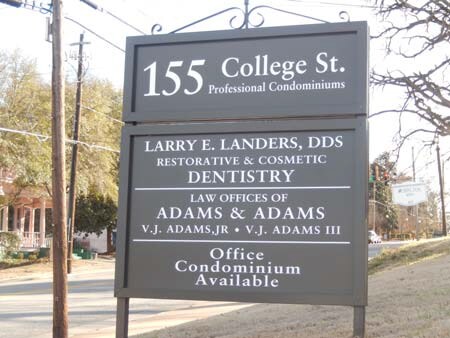 155 College St.
Professional Condominiums
LARRY E. LANDERS, DDS
RESTORATIVE & COSMETIC
DENTISTRY
LAW OFFICES OF
ADAMS & ADAMS
V.J. ADAMS, JR • V.J. ADAMS III
Office
Condominium
Available